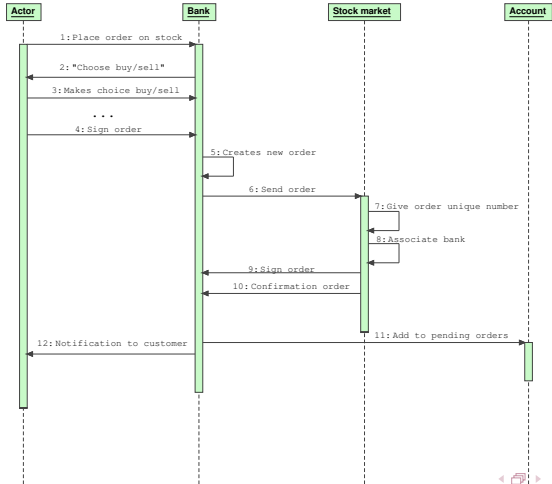 Actor Bank Stock market Account
1: Place order on stock
2: "Choose buy/sell"
3: Makes choice buy/sell
...
4: Sign order
5: Creates new order
6: Send order
7: Give order unique number
8: Associate bank
9: Sign order
10: Confirmation order
11: Add to pending orders
12: Notification to customer